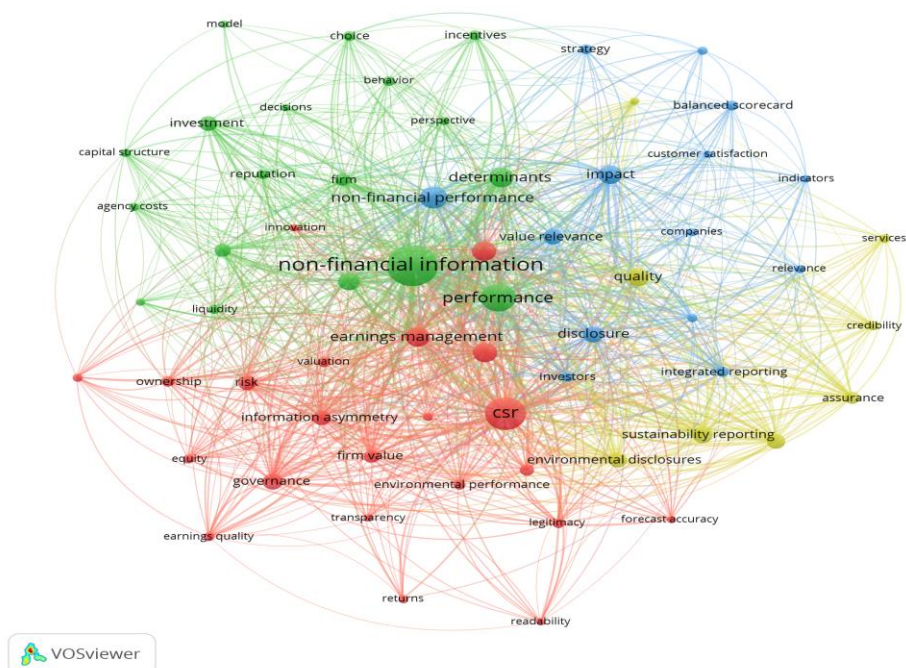 model
choice
incentives
strategy
behavior
decisions
balanced scorecard
investment
perspective
capital structure
customer satisfaction
reputation
firm
determinants
impact
indicators
non-financial performance
agency costs
innovation
value relevance
companies
services
non-financial information
relevance
quality
performance
liquidity
credibility
earnings management
disclosure
valuation
integrated reporting
ownership
risk
investors
assurance
information asymmetry
csr
sustainability reporting
equity
firm value
environmental disclosures
governance
environmental performance
transparency
legitimacy
forecast accuracy
earnings quality
returns
readability
VOSviewer